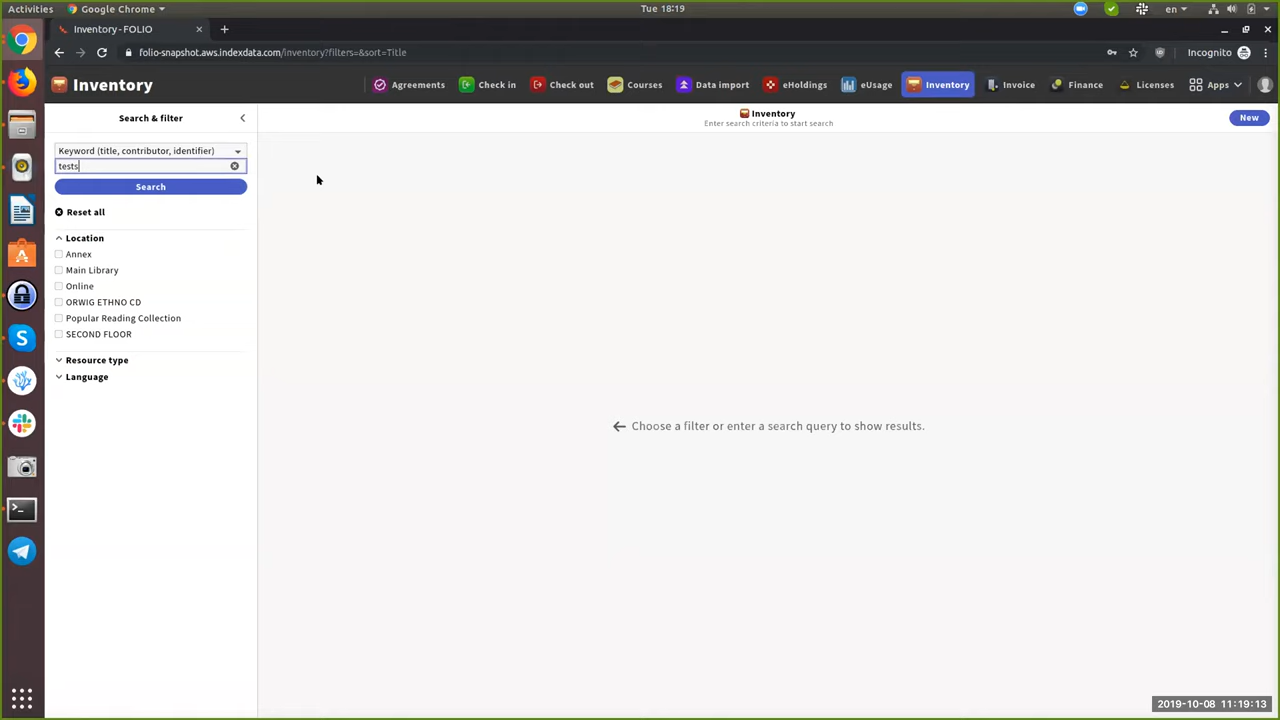 Activities
Google Chrome
Tue 18:19
en
Inventory - FOLIO
folio-snapshot.aws.indexdata.com/inventory?filters=&sort=Title
Incognito
Inventory
Agreements
Check in
Check out
Courses
Data import
eHoldings
eUsage
Inventory
Invoice
Finance
Licenses
Apps
Search & filter
Inventory
Enter search criteria to start search
New
Keyword (title, contributor, identifier)
tests
Search
Reset all
Location
Annex
Main Library
Online
ORWIG ETHNO CD
Popular Reading Collection
SECOND FLOOR
Resource type
Language
Choose a filter or enter a search query to show results.
2019-10-08 11:19:13